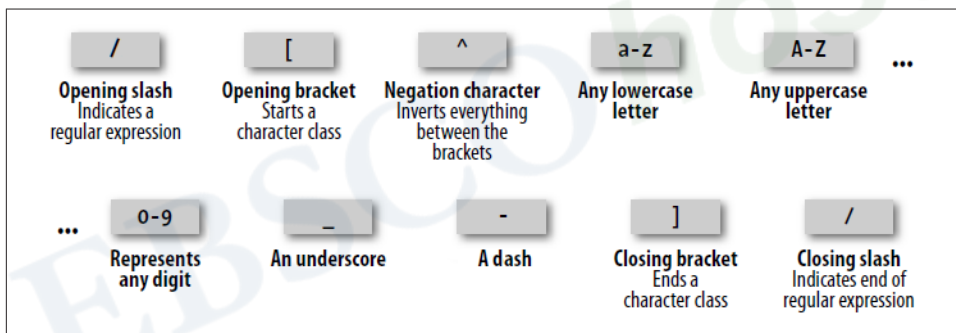 / [ ^ a-z A-Z ...
Opening slash Opening bracket Negation character Any lowercase Any uppercase
Indicates a Starts a Inverts everything letter letter
regular expression character class between the
brackets
... 0-9 _ - ] /
Represents An underscore A dash Closing bracket Closing slash
any digit Ends a Indicates end of
character class regular expression
EBSCOhos